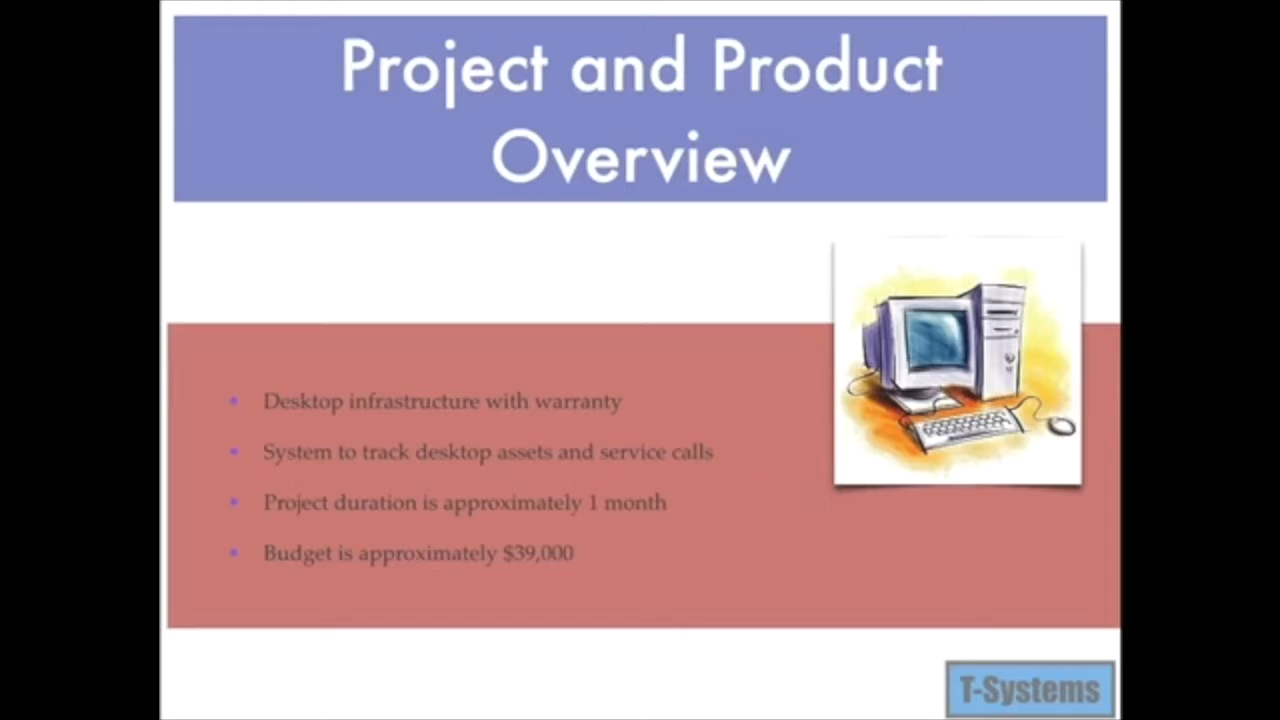 Project and Product
Overview
• Desktop infrastructure with warranty
• System to track desktop assets and service calls
• Project duration is approximately 1 month
• Budget is approximately $39,000
T-Systems